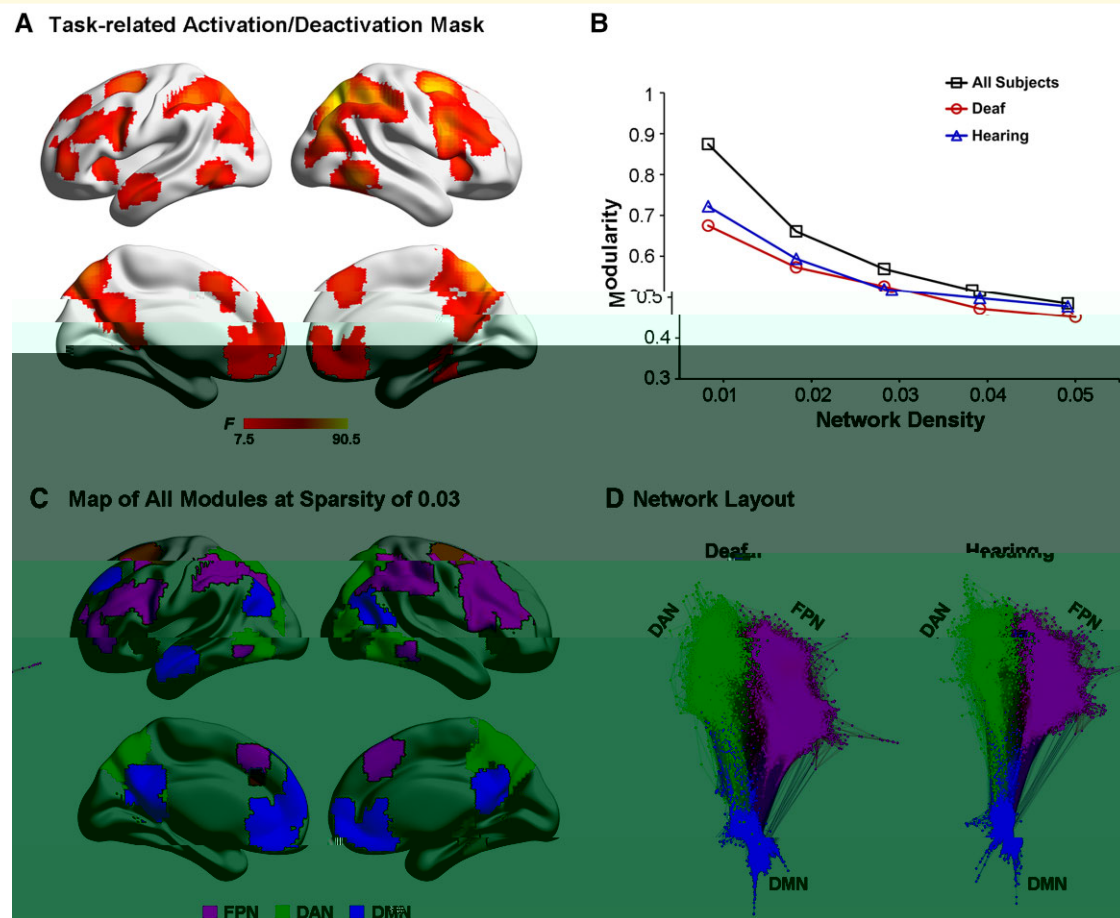 A Task-related Activation/Deactivation Mask
F
7.5 90.5
B
All Subjects
Deaf
Hearing
1
0.9
0.8
0.7
0.6
0.5
0.4
0.3
Modularity
0.01 0.02 0.03 0.04 0.05
Network Density
C Map of All Modules at Sparsity of 0.03
FPN DAN DMN
D Network Layout
Deaf Hearing
DAN FPN DAN FPN
DMN DMN